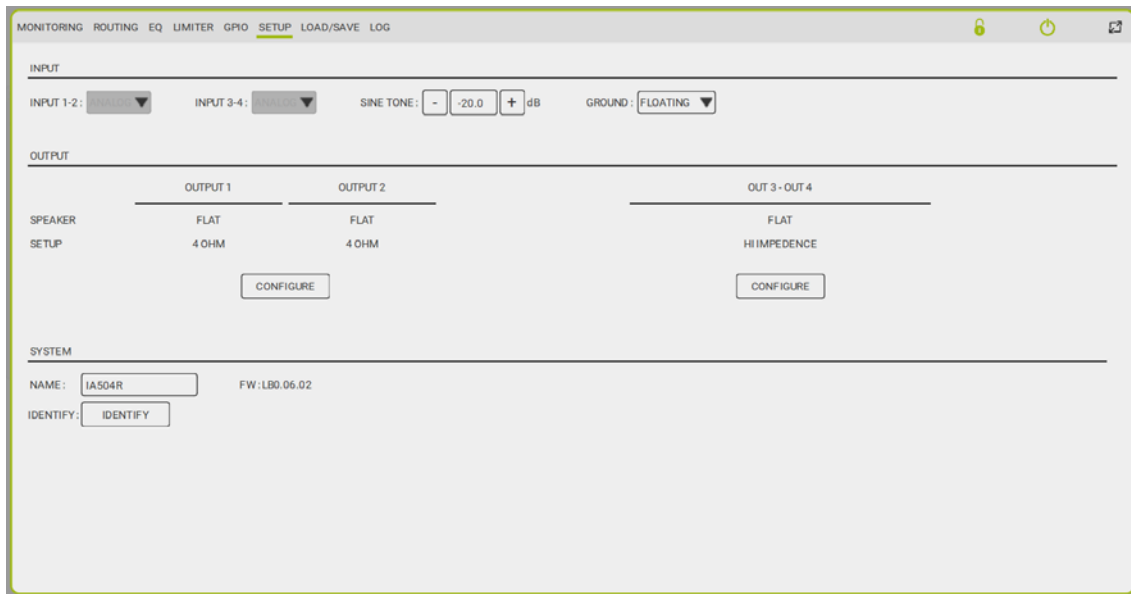 MONITORING ROUTING EQ LIMITER GPIO SETUP LOAD/SAVE LOG
INPUT
INPUT 1-2 : ANALOG INPUT 3-4 : ANALOG SINE TONE : - -20.0 + dB GROUND : FLOATING
OUTPUT
OUTPUT 1 OUTPUT 2 OUT 3 - OUT 4
SPEAKER FLAT FLAT FLAT
SETUP 4 OHM 4 OHM HI IMPEDENCE
CONFIGURE CONFIGURE
SYSTEM
NAME : IA504R FW : LB0.06.02
IDENTIFY : IDENTIFY